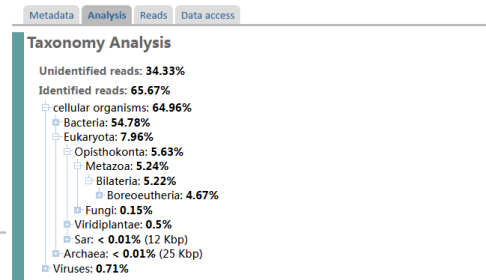 Metadata Analysis Reads Data access
Taxonomy Analysis
Unidentified reads: 34.33%
Identified reads: 65.67%
cellular organisms: 64.96%
Bacteria: 54.78%
Eukaryota: 7.96%
Opisthokonta: 5.63%
Metazoa: 5.24%
Bilateria: 5.22%
Boreoeutheria: 4.67%
Fungi: 0.15%
Viridiplantae: 0.5%
Sar: < 0.01% (12 Kbp)
Archaea: < 0.01% (25 Kbp)
Viruses: 0.71%